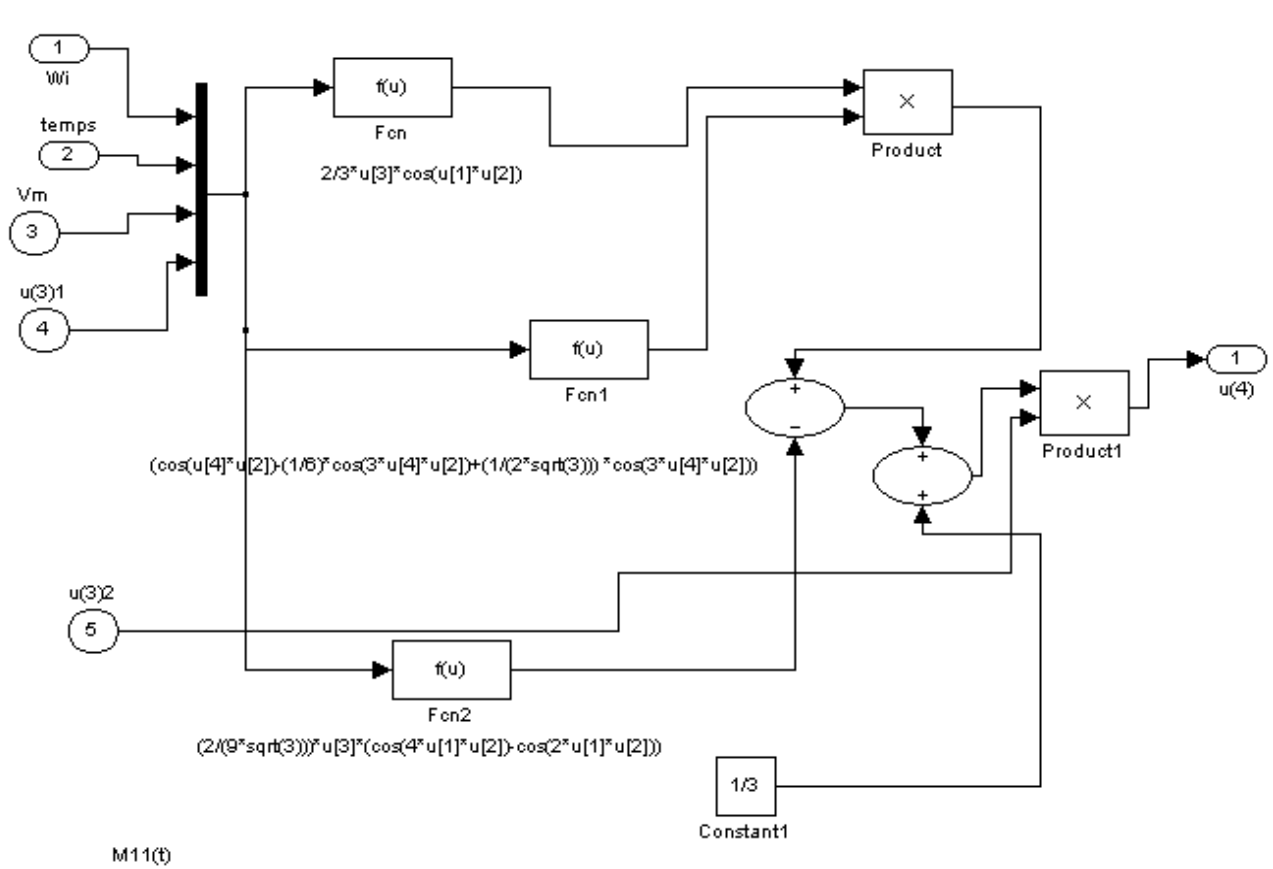 1
Wi
temps
2
Vm
3
u(3)1
4
f(u)
Fcn
2/3*u[3]*cos(u[1]*u[2])
×
Product
f(u)
Fcn1
(cos(u[4]*u[2])-(1/6)*cos(3*u[4]*u[2])+(1/(2*sqrt(3)))*cos(3*u[4]*u[2]))
+
−
+
+
×
Product1
1
u(4)
u(3)2
5
f(u)
Fcn2
(2/(9*sqrt(3)))*u[3]*(cos(4*u[1]*u[2])-cos(2*u[1]*u[2]))
1/3
Constant1
M11(t)